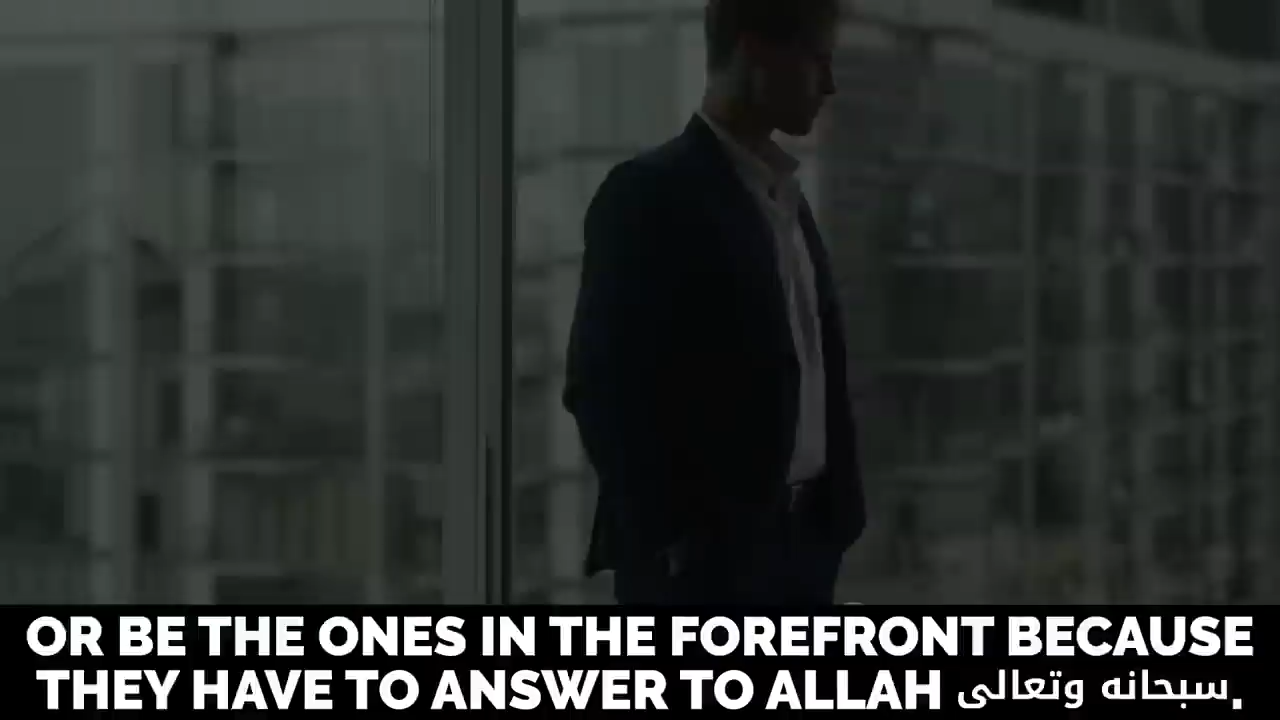 OR BE THE ONES IN THE FOREFRONT BECAUSE
THEY HAVE TO ANSWER TO ALLAH سبحانه وتعالى.